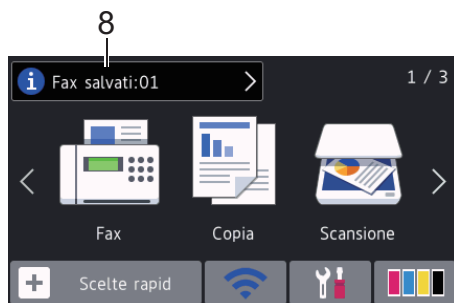 8
Fax salvati:01
1 / 3
Fax
Copia
Scansione
Scelte rapid